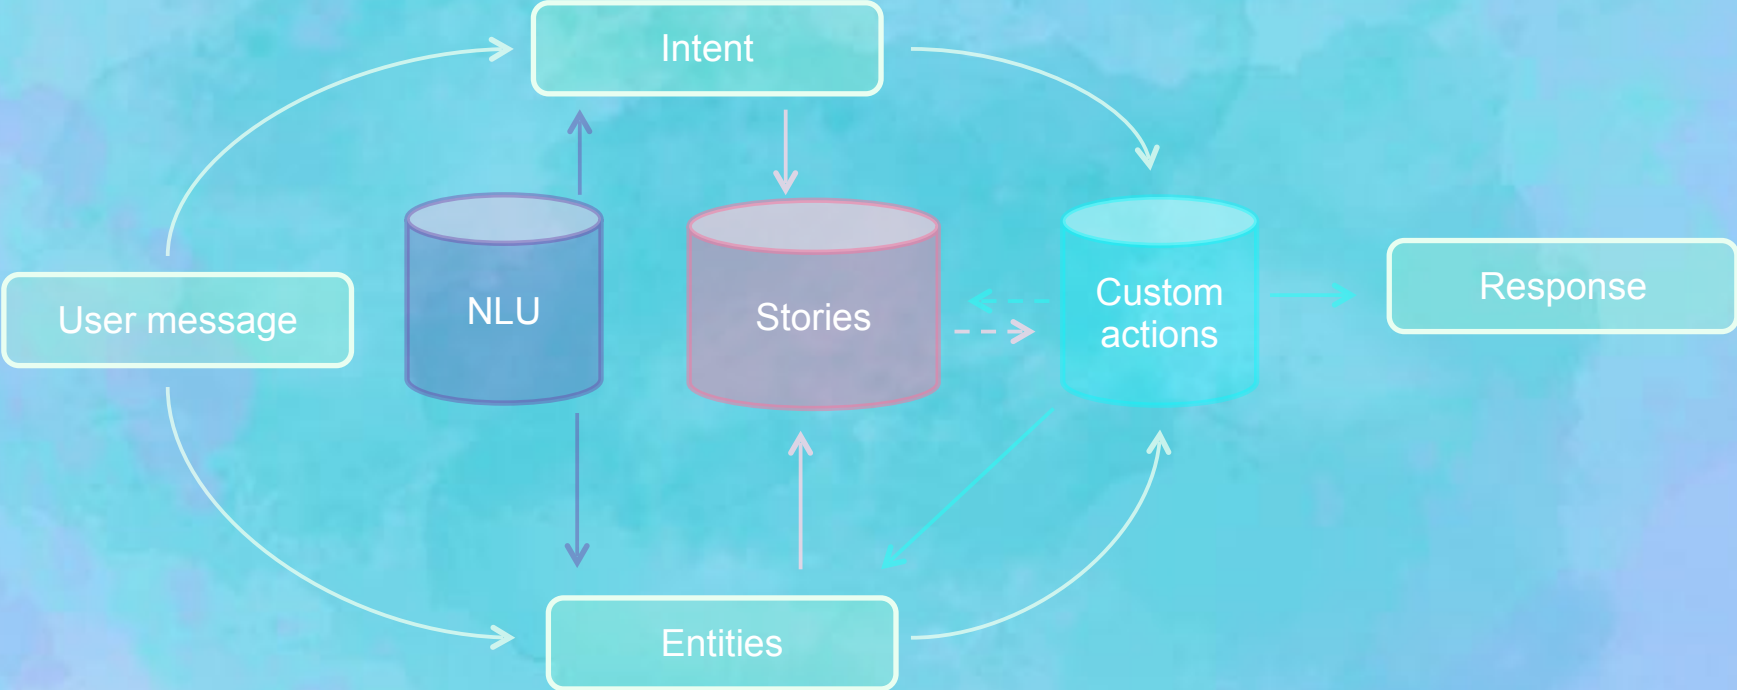 Intent
User message
NLU
Stories
Custom
actions
Response
Entities